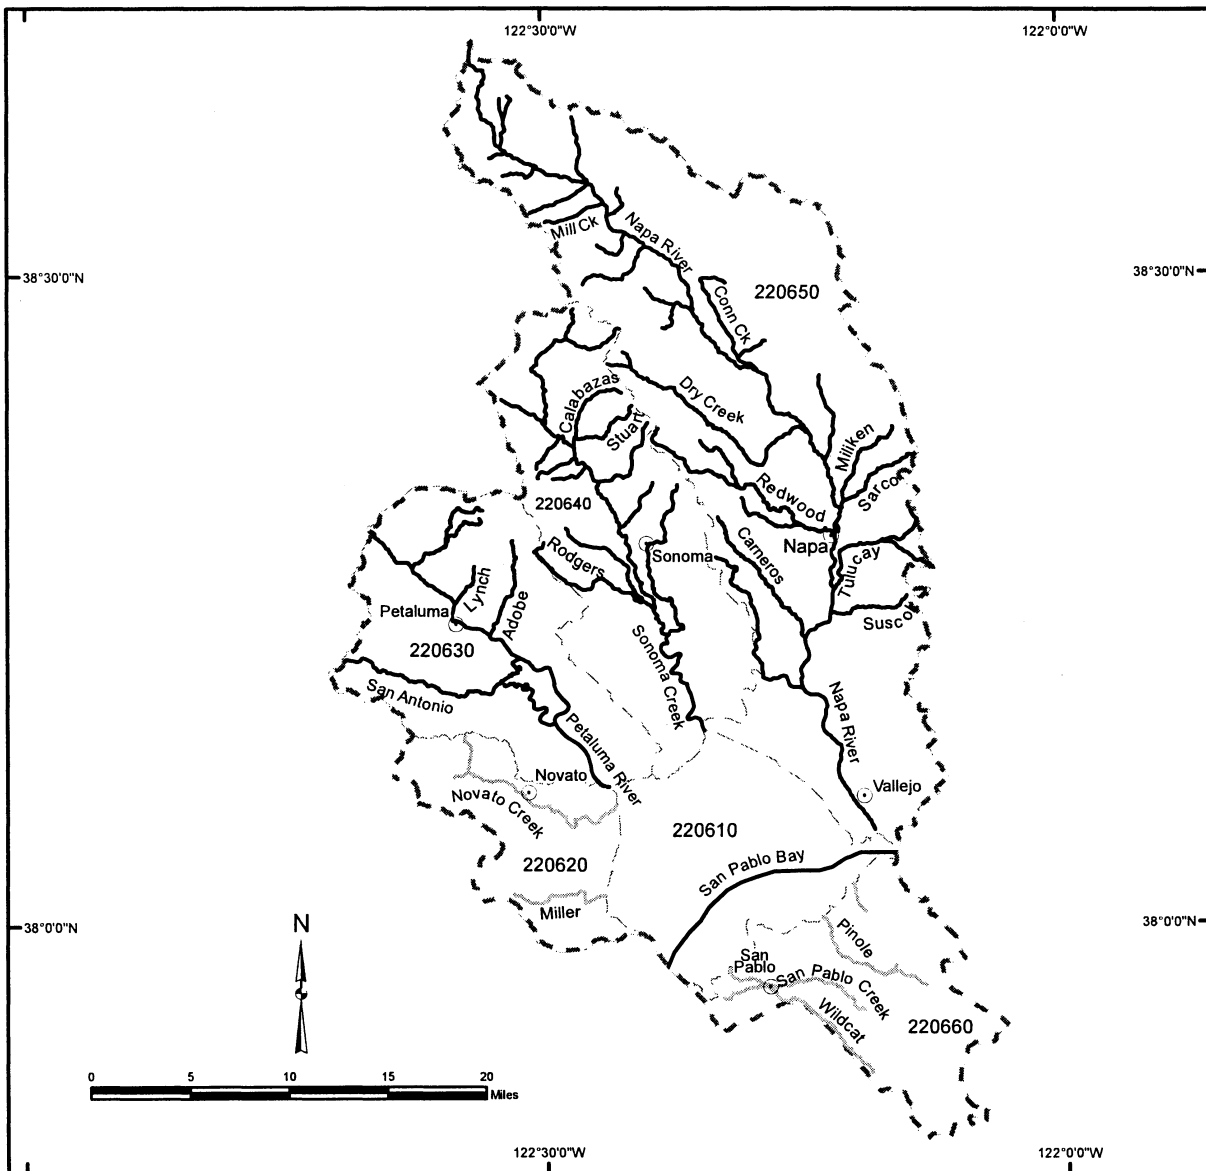 122°30'0"W
122°0'0"W
Mill Ck
Napa River
38°30'0"N
38°30'0"N
220650
Conn Ck
Calabazas
Dry Creek
Stuart
Miliken
Redwood
Sarco
220640
Napa
Rodgers
Sonoma
Carneros
Tulucay
Lynch
Adobe
Petaluma
Suscol
220630
Sonoma Creek
San Antonio
Napa River
Petaluma River
Novato
Vallejo
Novato Creek
220610
220620
San Pablo Bay
Miller
38°0'0"N
38°0'0"N
N
Pinole
San
Pablo
San Pablo Creek
Wildcat
220660
0 5 10 15 20
Miles
122°30'0"W
122°0'0"W